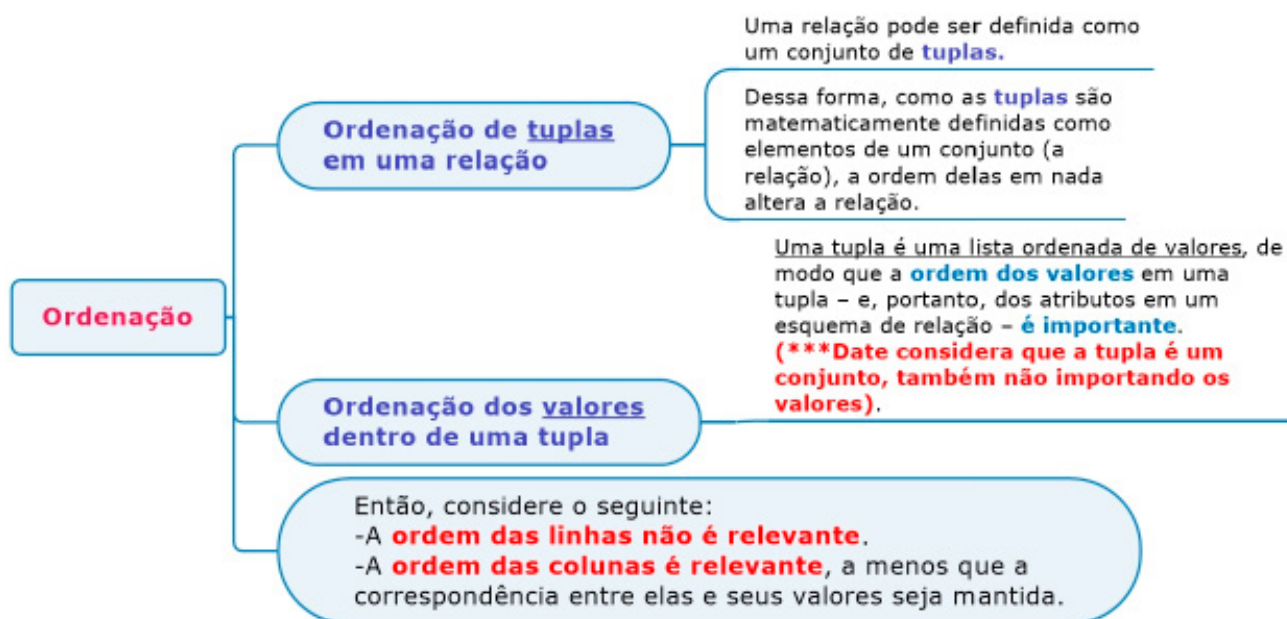 Ordenação
Ordenação de tuplas
em uma relação
Uma relação pode ser definida como
um conjunto de tuplas.
Dessa forma, como as tuplas são
matematicamente definidas como
elementos de um conjunto (a
relação), a ordem delas em nada
altera a relação.
Ordenação dos valores
dentro de uma tupla
Uma tupla é uma lista ordenada de valores, de
modo que a ordem dos valores em uma
tupla – e, portanto, dos atributos em um
esquema de relação – é importante.
(***Date considera que a tupla é um
conjunto, também não importando os
valores).
Então, considere o seguinte:
-A ordem das linhas não é relevante.
-A ordem das colunas é relevante, a menos que a
correspondência entre elas e seus valores seja mantida.